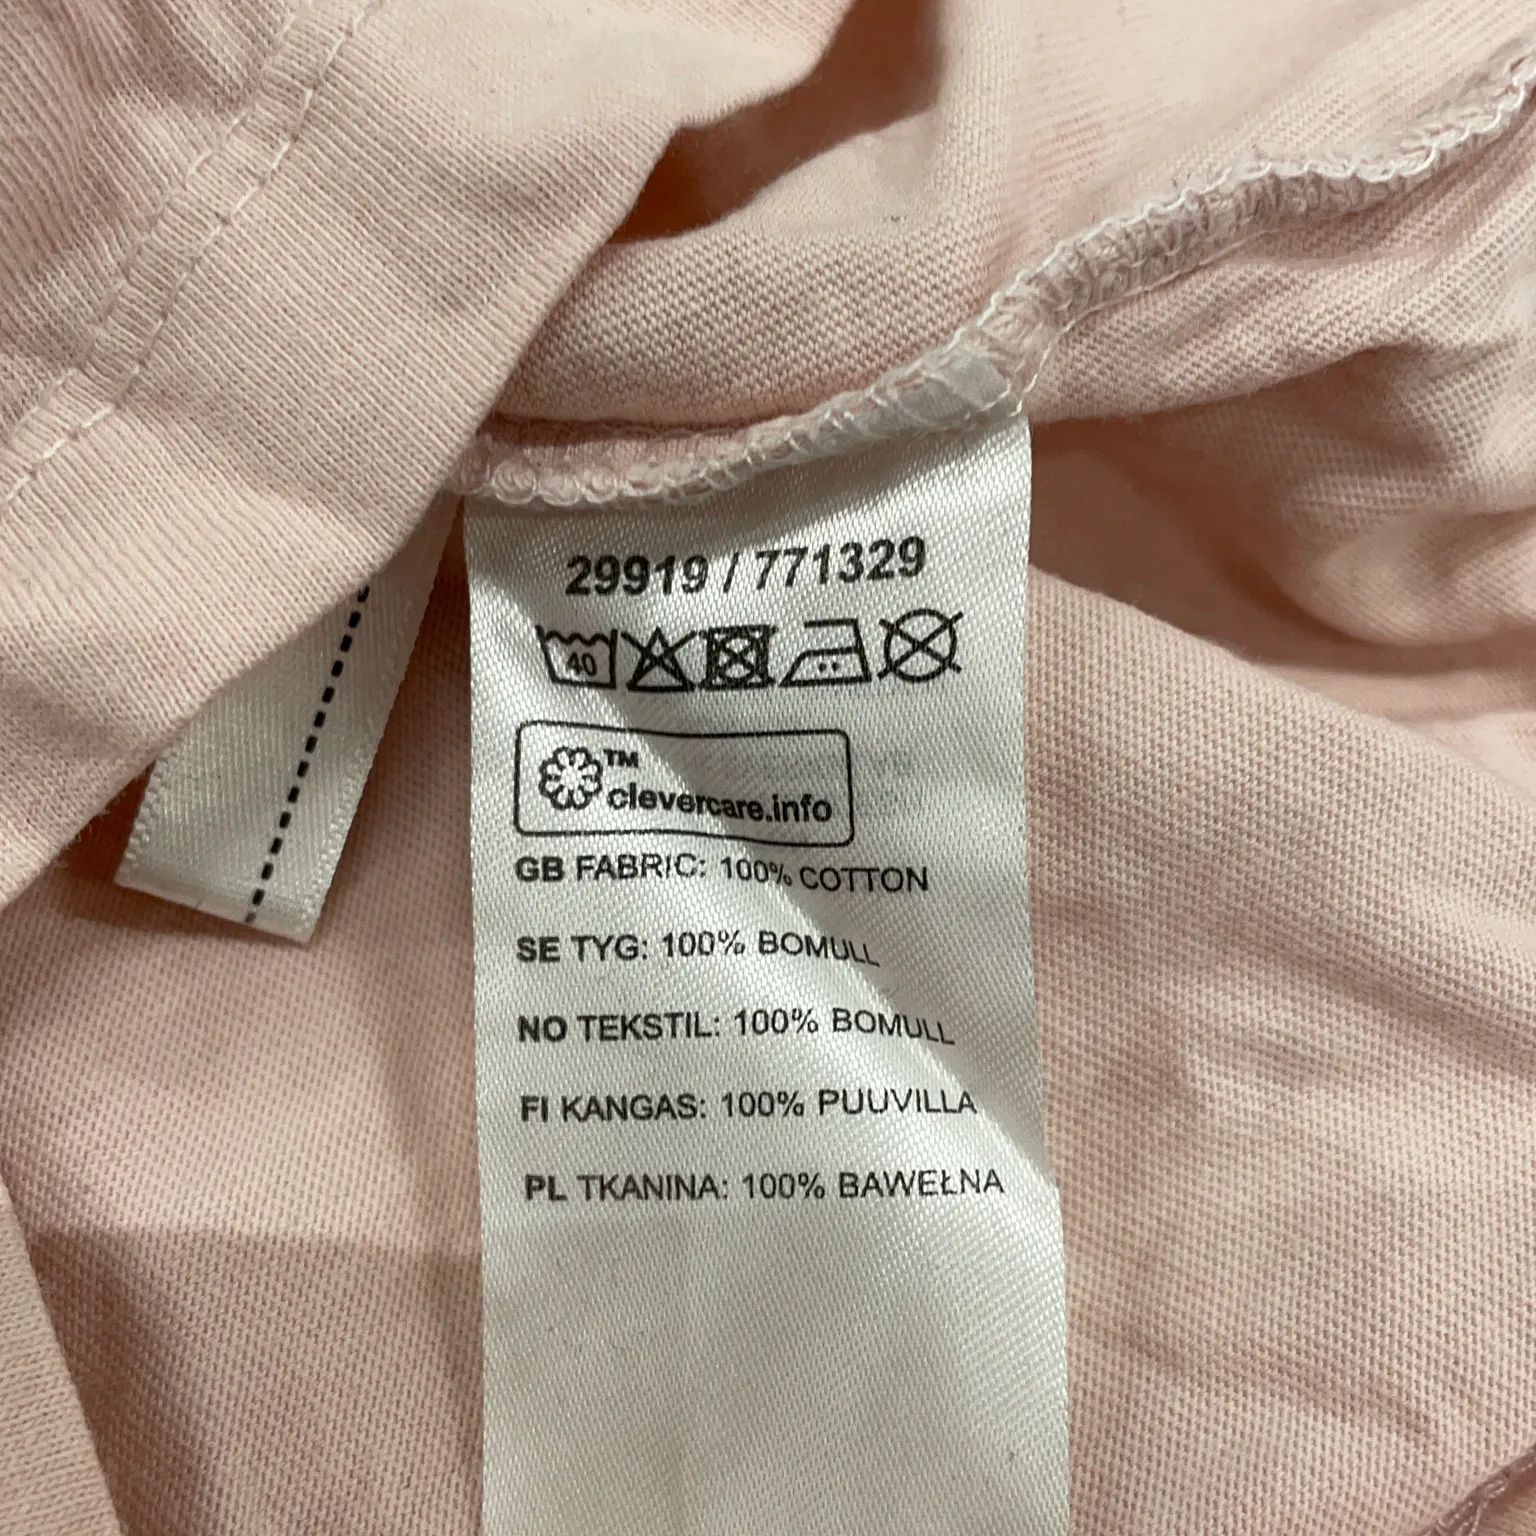 29919 / 771329
40
TM
clevercare.info
GB FABRIC: 100% COTTON
SE TYG: 100% BOMULL
NO TEKSTIL: 100% BOMULL
FI KANGAS: 100% PUUVILLA
PL TKANINA: 100% BAWEŁNA